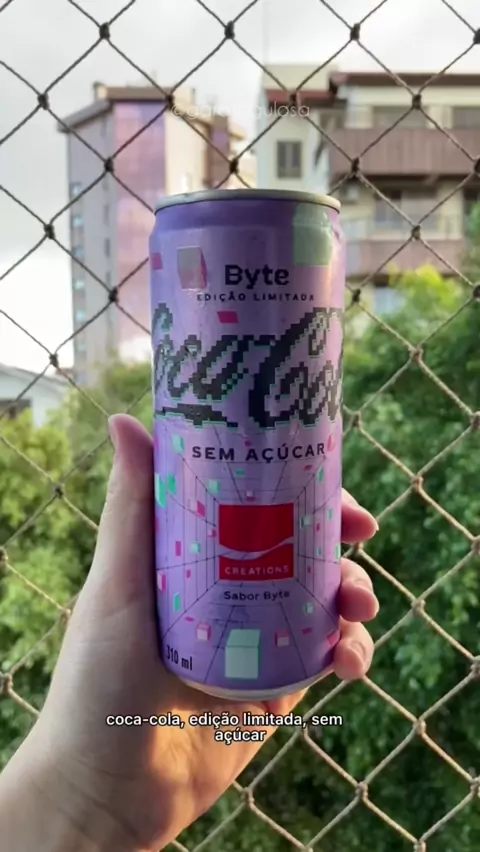 Byte
EDIÇÃO LIMITADA
Coca-Cola
SEM AÇÚCAR
CREATIONS
Sabor Byte
310 ml
coca-cola, edição limitada, sem
açúcar